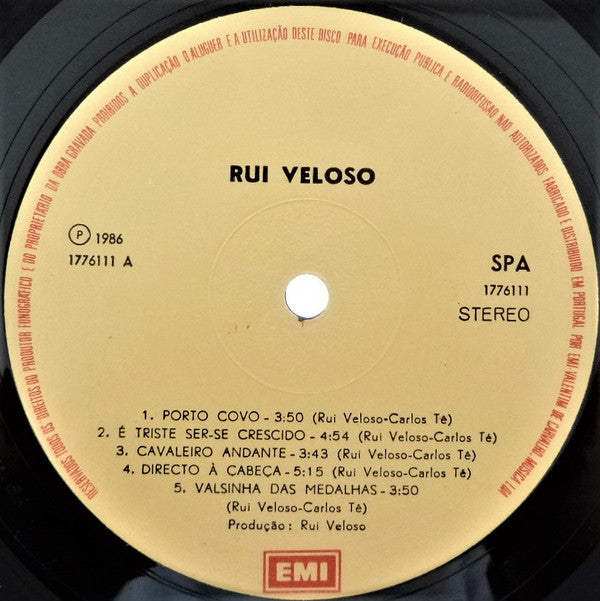 RESERVADOS TODOS OS DIREITOS DO PRODUTOR FONOGRÁFICO E DO PROPRIETÁRIO DA OBRA GRAVADA PROIBIDOS A DUPLICAÇÃO O ALUGUER E A UTILIZAÇÃO DESTE DISCO PARA EXECUÇÃO PUBLICA E RADIODIFUSÃO NÃO AUTORIZADOS FABRICADO E DISTRIBUIDO EM PORTUGAL POR EMI-VALENTIM DE CARVALHO MUSICA LDA
RUI VELOSO
Ⓟ 1986
1776111 A
SPA
1776111
STEREO
1. PORTO COVO - 3:50 (Rui Veloso-Carlos Tê)
2. É TRISTE SER-SE CRESCIDO - 4:54 (Rui Veloso-Carlos Tê)
3. CAVALEIRO ANDANTE - 3:43 (Rui Veloso-Carlos Tê)
4. DIRECTO À CABEÇA - 5:15 (Rui Veloso-Carlos Tê)
5. VALSINHA DAS MEDALHAS - 3:50
(Rui Veloso-Carlos Tê)
Produção: Rui Veloso
EMI